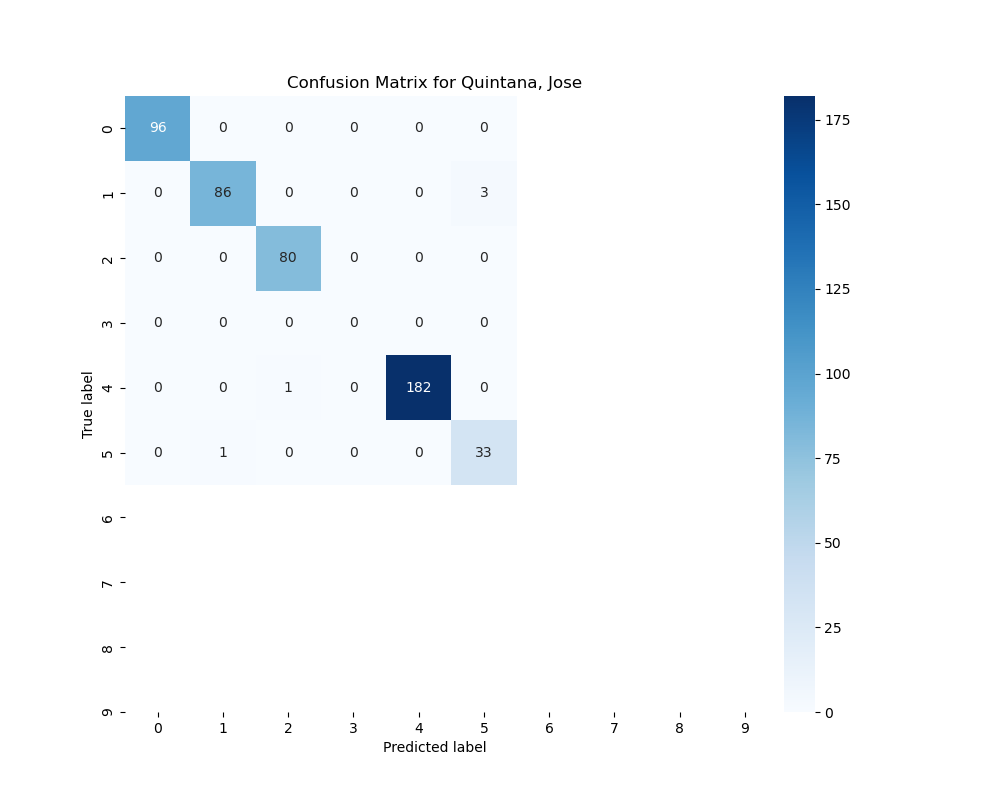 Confusion Matrix for Quintana, Jose
0 96 0 0 0 0 0
1 0 86 0 0 0 3
2 0 0 80 0 0 0
3 0 0 0 0 0 0
4 0 0 1 0 182 0
5 0 1 0 0 0 33
6
7
8
9
True label
0 1 2 3 4 5 6 7 8 9
Predicted label
175
150
125
100
75
50
25
0